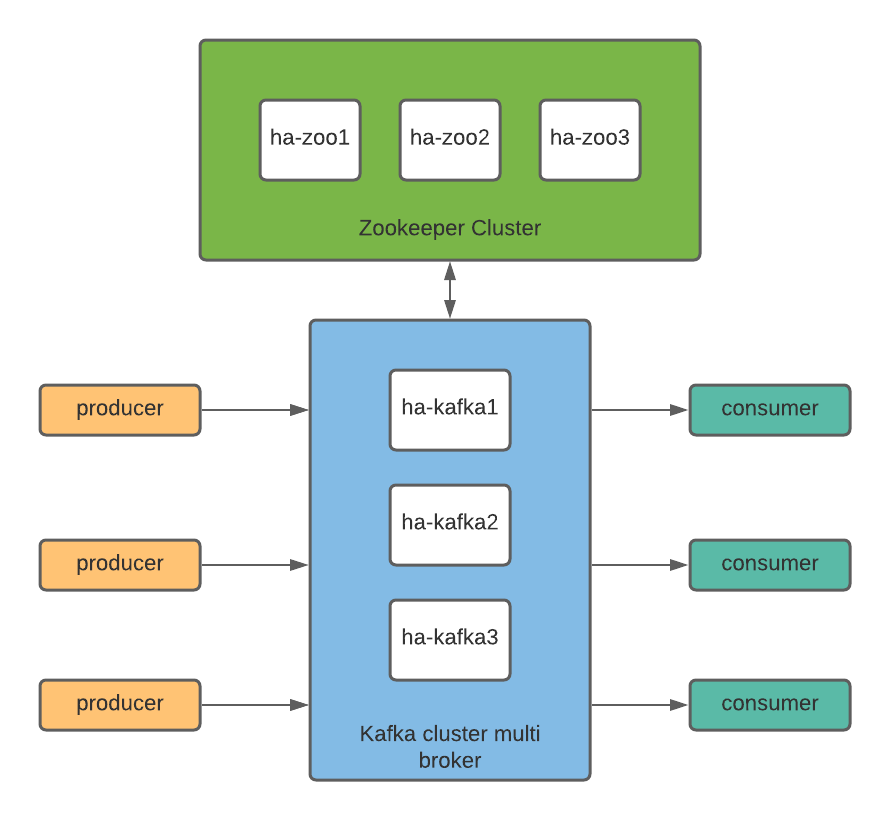 ha-zoo1
ha-zoo2
ha-zoo3
Zookeeper Cluster
producer
ha-kafka1
consumer
producer
ha-kafka2
consumer
producer
ha-kafka3
consumer
Kafka cluster multi
broker